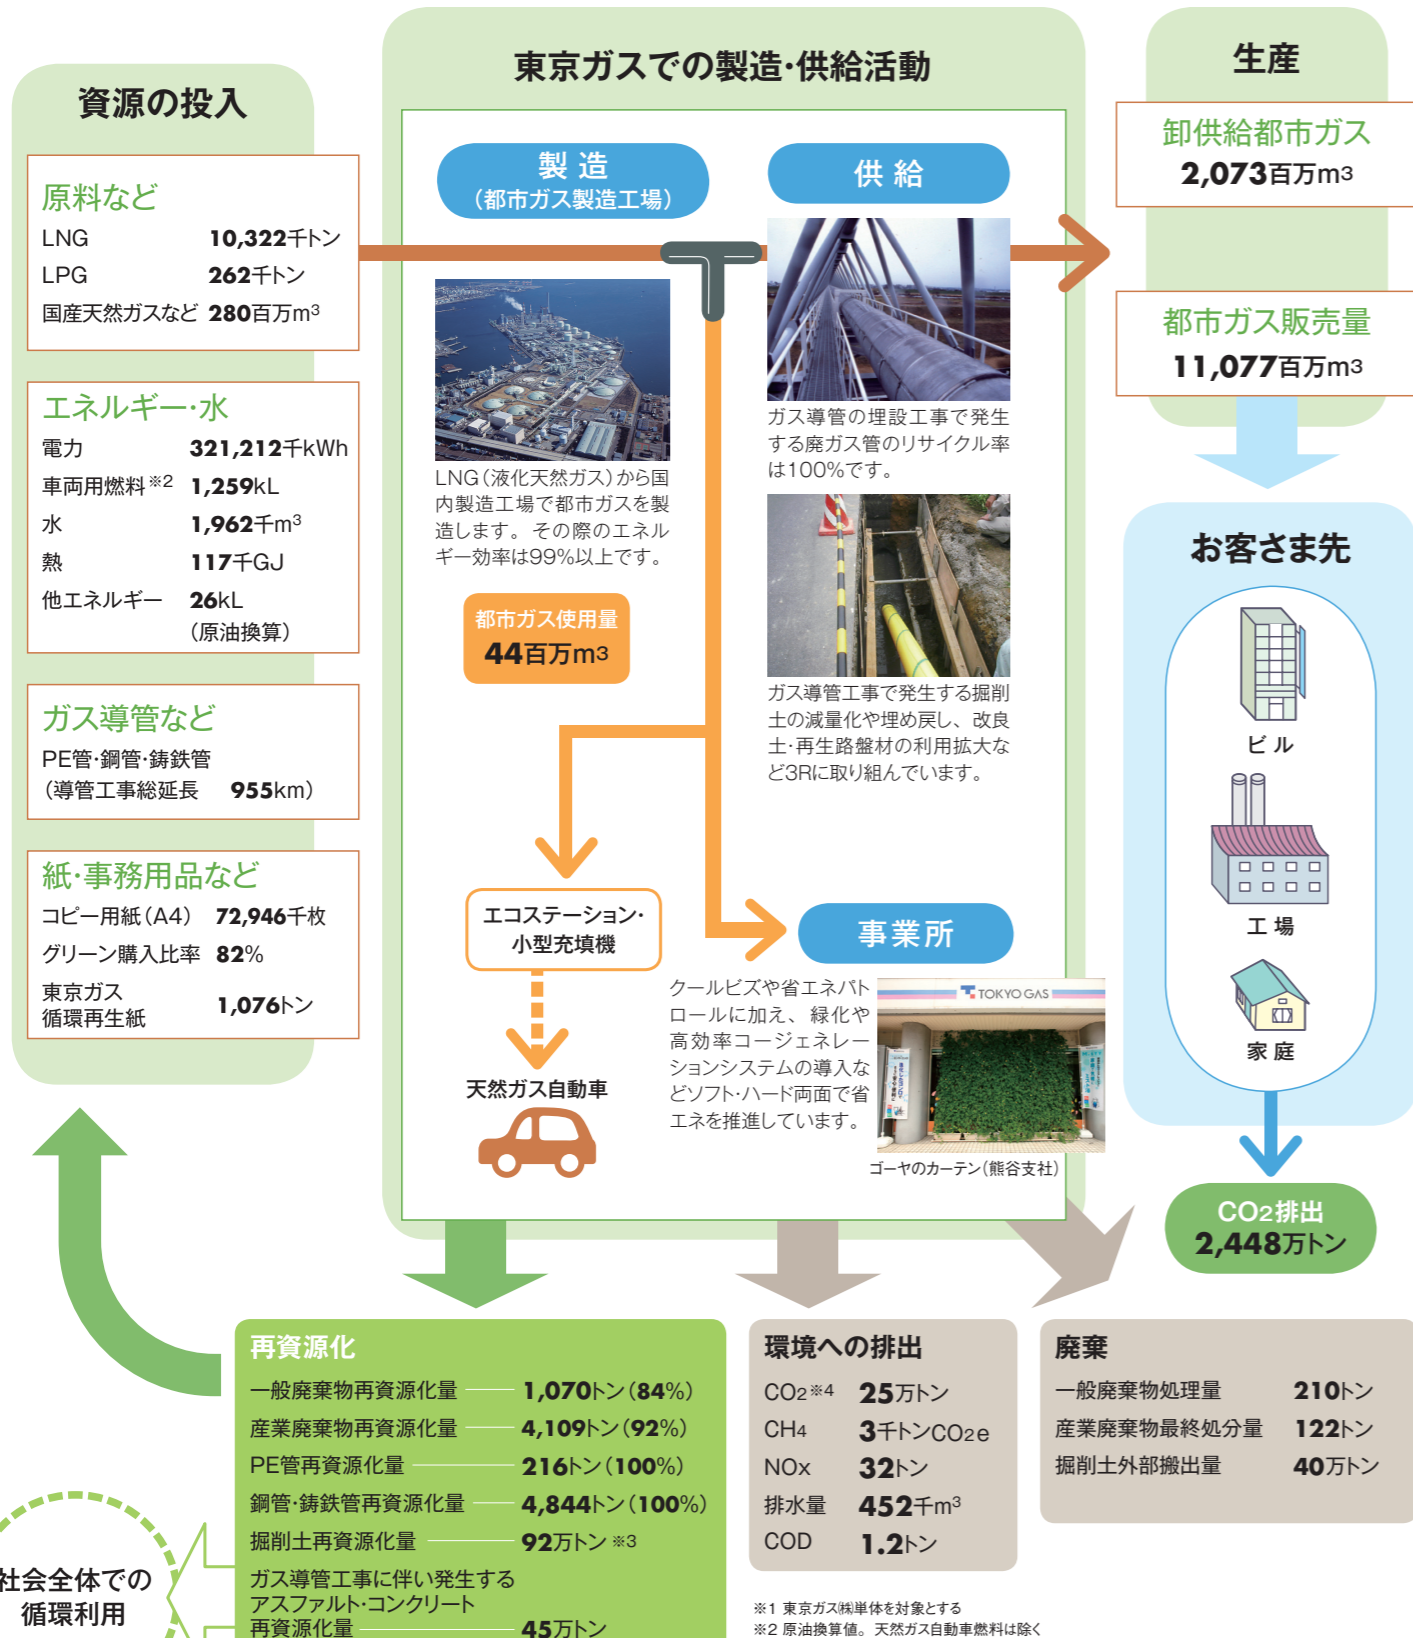 資源の投入
原料など
LNG 10,322千トン
LPG 262千トン
国産天然ガスなど 280百万m³
エネルギー・水
電力 321,212千kWh
車両用燃料※2 1,259kL
水 1,962千m³
熱 117千GJ
他エネルギー 26kL
(原油換算)
ガス導管など
PE管・鋼管・鋳鉄管
(導管工事総延長 955km)
紙・事務用品など
コピー用紙(A4) 72,946千枚
グリーン購入比率 82%
東京ガス
循環再生紙 1,076トン
東京ガスでの製造・供給活動
製造
(都市ガス製造工場)
LNG(液化天然ガス)から国
内製造工場で都市ガスを製
造します。その際のエネル
ギー効率は99%以上です。
都市ガス使用量
44百万m3
エコステーション・
小型充填機
天然ガス自動車
供給
ガス導管の埋設工事で発生
する廃ガス管のリサイクル率
は100%です。
ガス導管工事で発生する掘削
土の減量化や埋め戻し、改良
土・再生路盤材の利用拡大な
ど3Rに取り組んでいます。
事業所
クールビズや省エネパト
ロールに加え、緑化や
高効率コージェネレー
ションシステムの導入な
どソフト・ハード両面で省
エネを推進しています。
TOKYO GAS
ゴーヤのカーテン(熊谷支社)
生産
卸供給都市ガス
2,073百万m3
都市ガス販売量
11,077百万m3
お客さま先
ビル
工場
家庭
CO2排出
2,448万トン
再資源化
一般廃棄物再資源化量 1,070トン(84%)
産業廃棄物再資源化量 4,109トン(92%)
PE管再資源化量 216トン(100%)
鋼管・鋳鉄管再資源化量 4,844トン(100%)
掘削土再資源化量 92万トン※3
ガス導管工事に伴い発生する
アスファルト・コンクリート
再資源化量 45万トン
社会全体での
循環利用
環境への排出
CO2※4 25万トン
CH4 3千トンCO2e
NOx 32トン
排水量 452千m³
COD 1.2トン
廃棄
一般廃棄物処理量 210トン
産業廃棄物最終処分量 122トン
掘削土外部搬出量 40万トン
※1 東京ガス㈱単体を対象とする
※2 原油換算値。天然ガス自動車燃料は除く